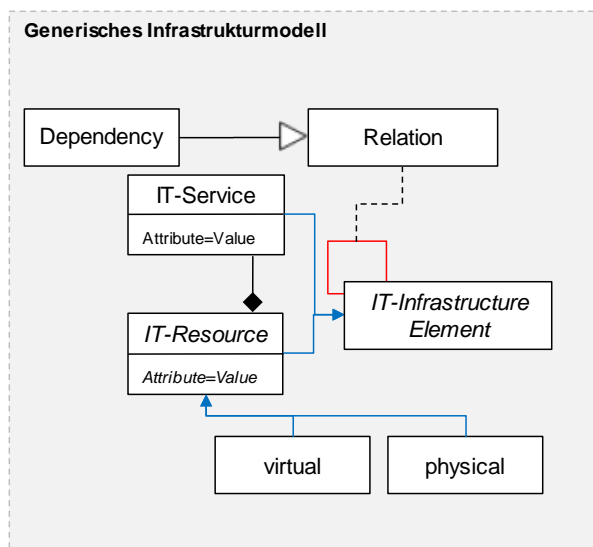 Generisches Infrastrukturmodell
Dependency
Relation
IT-Service
Attribute=Value
IT-Infrastructure
Element
IT-Resource
Attribute=Value
virtual
physical